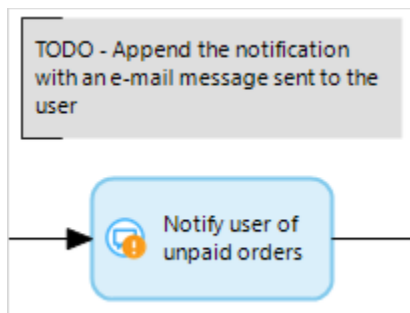 TODO - Append the notification
with an e-mail message sent to the
user
Notify user of
unpaid orders